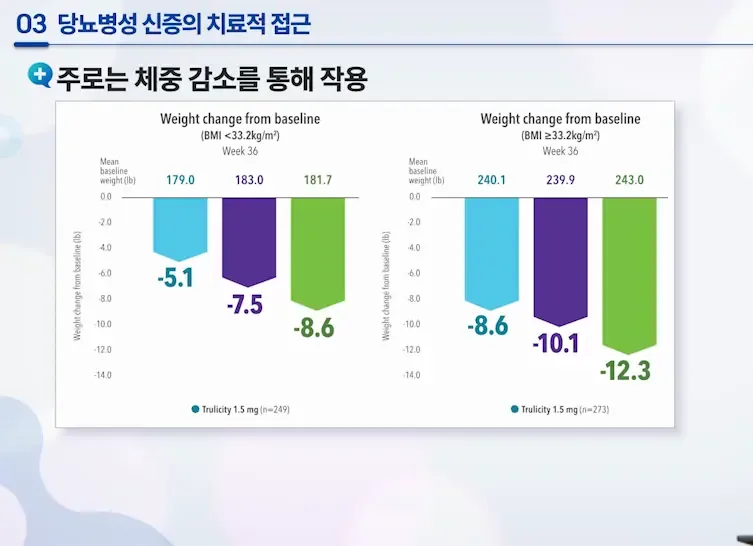 03 당뇨병성 신증의 치료적 접근
주로는 체중 감소를 통해 작용
Weight change from baseline
(BMI <33.2kg/m²)
Week 36
Mean
baseline
weight (lb)
179.0 183.0 181.7
0.0
-2.0
-4.0
-6.0
-8.0
-10.0
-12.0
-14.0
Weight change from baseline (lb)
-5.1
-7.5
-8.6
Trulicity 1.5 mg (n=249)
Weight change from baseline
(BMI ≥33.2kg/m²)
Week 36
Mean
baseline
weight (lb)
240.1 239.9 243.0
0.0
-2.0
-4.0
-6.0
-8.0
-10.0
-12.0
-14.0
Weight change from baseline (lb)
-8.6
-10.1
-12.3
Trulicity 1.5 mg (n=273)